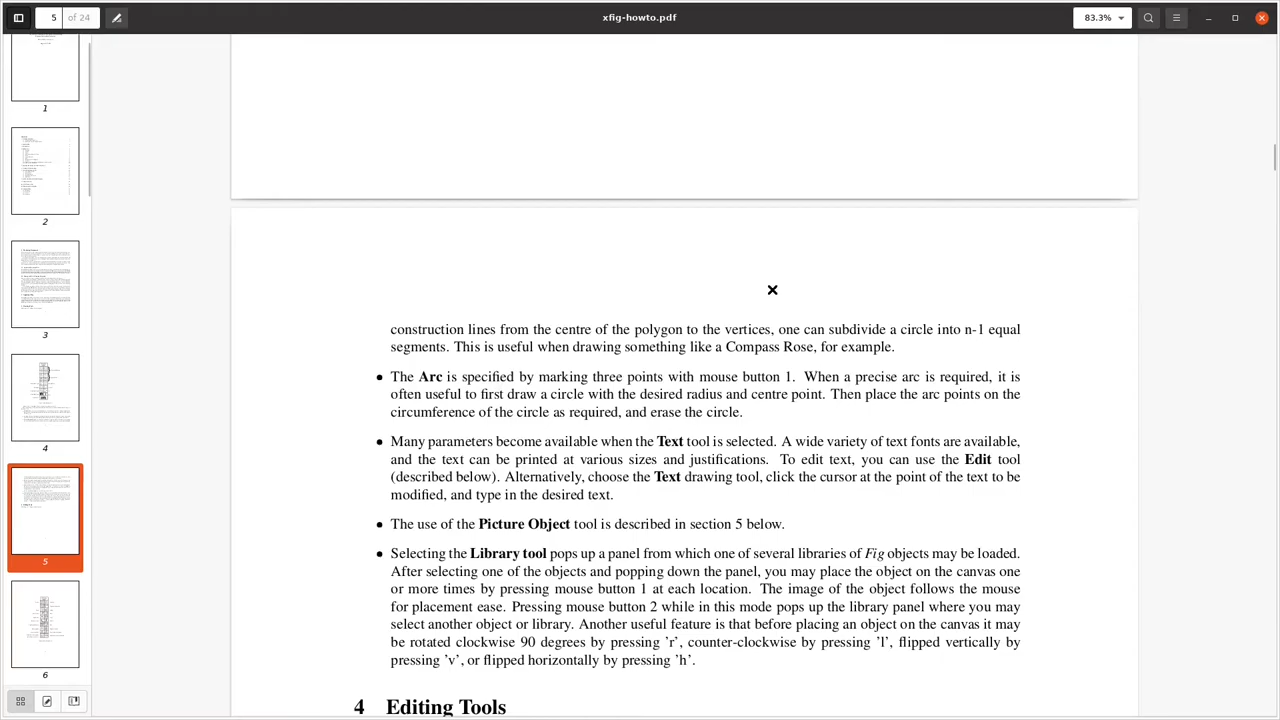 5 of 24
xfig-howto.pdf
83.3%
1
2
3
4
5
6
construction lines from the centre of the polygon to the vertices, one can subdivide a circle into n-1 equal
segments. This is useful when drawing something like a Compass Rose, for example.
• The Arc is specified by marking three points with mouse button 1. When a precise arc is required, it is
often useful to first draw a circle with the desired radius and centre point. Then place the arc points on the
circumference of the circle as required, and erase the circle.
• Many parameters become available when the Text tool is selected. A wide variety of text fonts are available,
and the text can be printed at various sizes and justifications. To edit text, you can use the Edit tool
(described below). Alternatively, choose the Text drawing tool, click the cursor at the point of the text to be
modified, and type in the desired text.
• The use of the Picture Object tool is described in section 5 below.
• Selecting the Library tool pops up a panel from which one of several libraries of Fig objects may be loaded.
After selecting one of the objects and popping down the panel, you may place the object on the canvas one
or more times by pressing mouse button 1 at each location. The image of the object follows the mouse
for placement ease. Pressing mouse button 2 while in this mode pops up the library panel where you may
select another object or library. Another useful feature is that before placing an object on the canvas it may
be rotated clockwise 90 degrees by pressing ’r’, counter-clockwise by pressing ’l’, flipped vertically by
pressing ’v’, or flipped horizontally by pressing ’h’.
4 Editing Tools